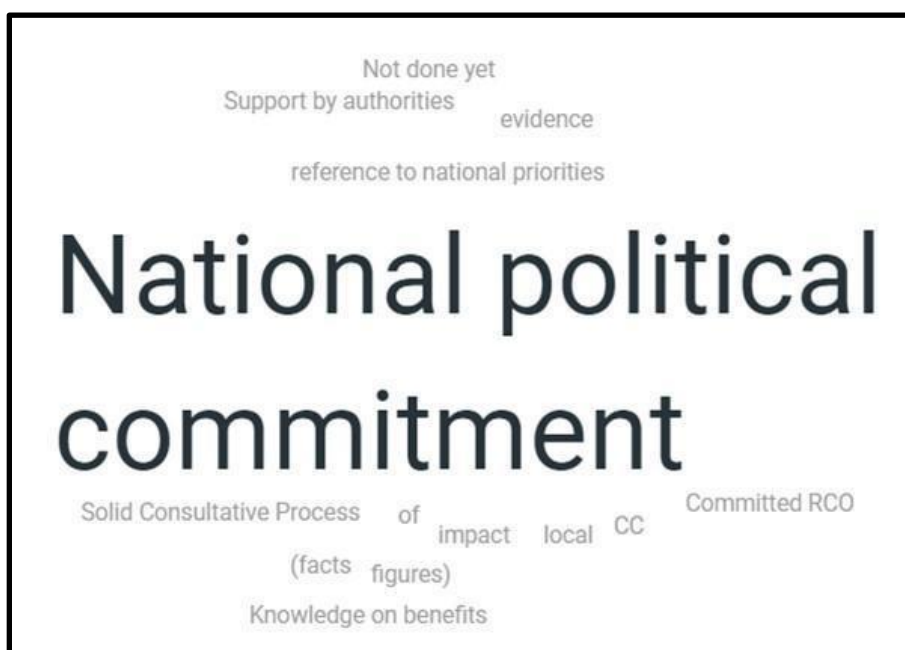 Not done yet
Support by authorities
evidence
reference to national priorities
National political
commitment
Solid Consultative Process of
impact local CC
Committed RCO
(facts figures)
Knowledge on benefits